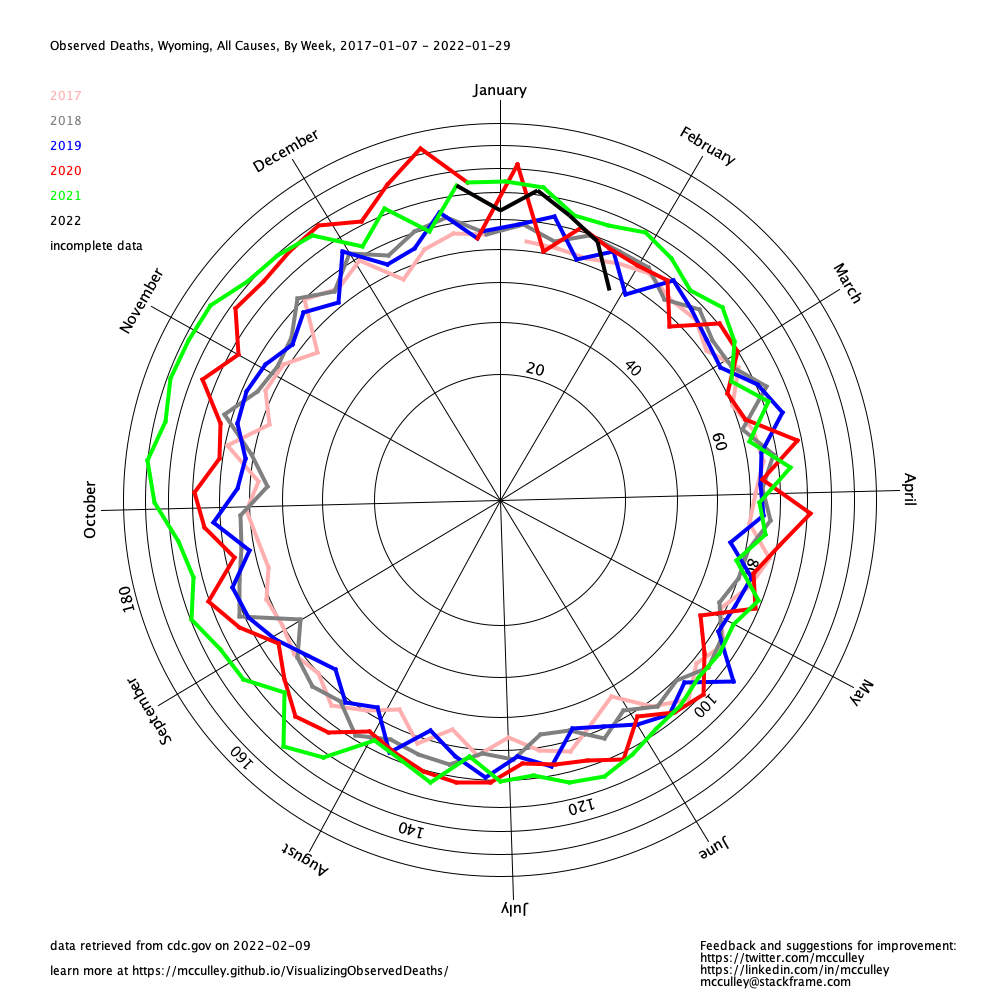 Observed Deaths, Wyoming, All Causes, By Week, 2017-01-07 - 2022-01-29
2017
2018
2019
2020
2021
2022
incomplete data
January
February
March
April
May
June
July
August
September
October
November
December
20
40
60
80
100
120
140
160
180
data retrieved from cdc.gov on 2022-02-09
learn more at https://mcculley.github.io/VisualizingObservedDeaths/
Feedback and suggestions for improvement:
https://twitter.com/mcculley
https://linkedin.com/in/mcculley
mcculley@stackframe.com